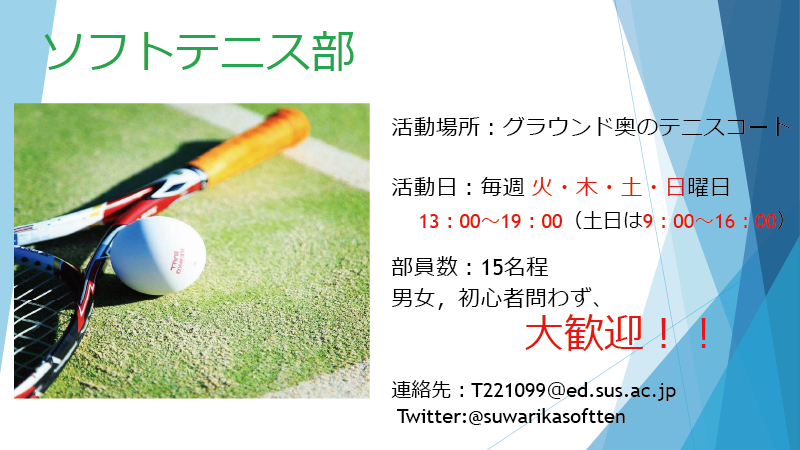 ソフトテニス部
活動場所：グラウンド奥のテニスコート
活動日：毎週 火・木・土・日曜日
13：00～19：00（土日は9：00～16：00）
部員数：15名程
男女，初心者問わず、
大歓迎！！
連絡先：T221099@ed.sus.ac.jp
Twitter:@suwarikasoftten